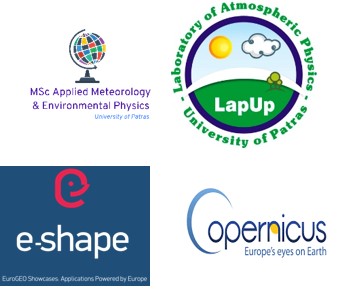 MSc Applied Meteorology
& Environmental Physics
University of Patras
Laboratory of Atmospheric Physics-
LapUp
- University of Patras -
e-shape
EuroGEO Showcases: Applications Powered by Europe
Copernicus
Europe's eyes on Earth